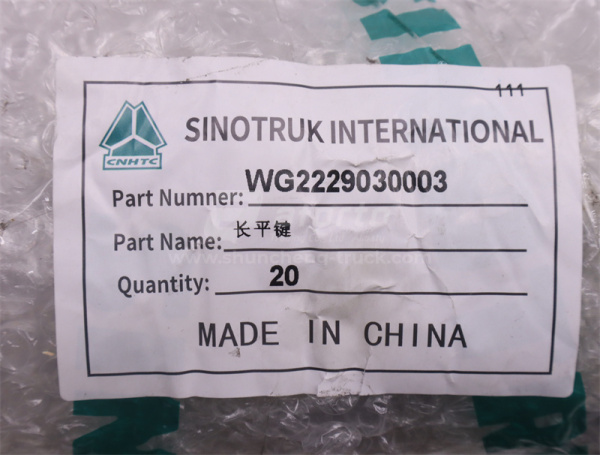 111
SINOTRUK INTERNATIONAL
CNHTC
Part Numner: WG2229030003
Part Name: 长平键
www.shuncheng-truck.com
Quantity: 20
MADE IN CHINA